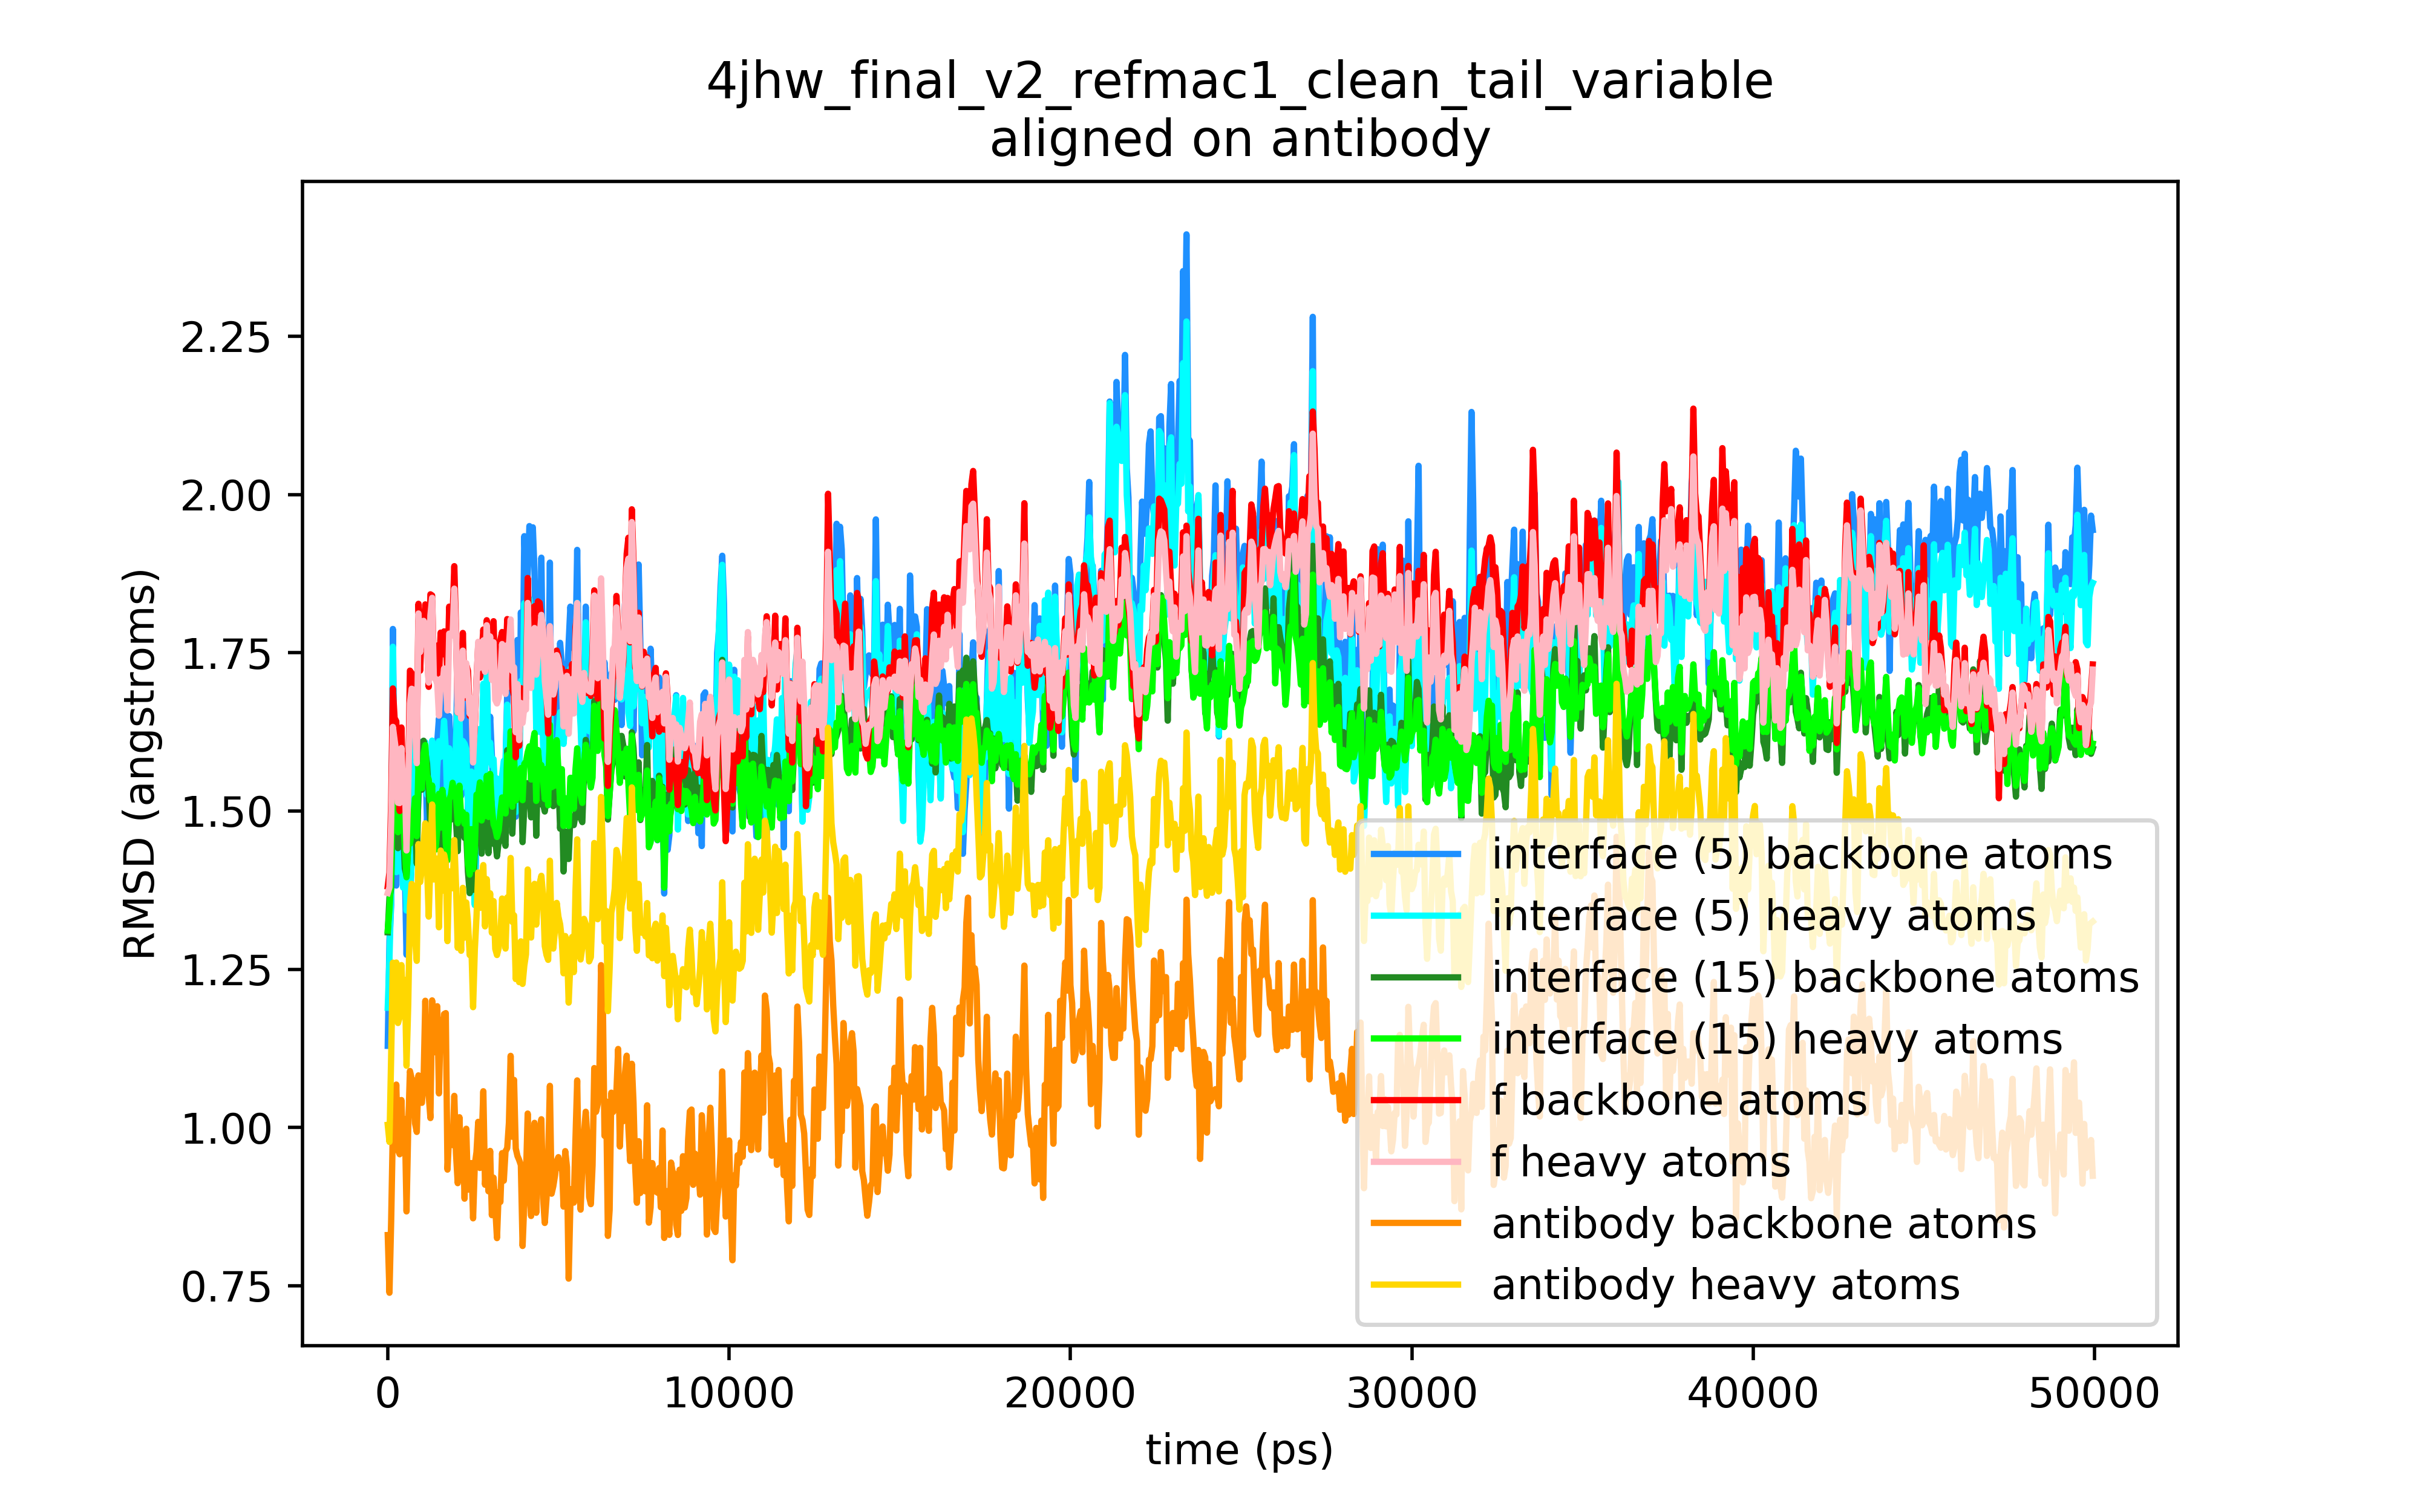 4jhw_final_v2_refmac1_clean_tail_variable
aligned on antibody
RMSD (angstroms)
2.25
2.00
1.75
1.50
1.25
1.00
0.75
interface (5) backbone atoms
interface (5) heavy atoms
interface (15) backbone atoms
interface (15) heavy atoms
f backbone atoms
f heavy atoms
antibody backbone atoms
antibody heavy atoms
0 10000 20000 30000 40000 50000
time (ps)